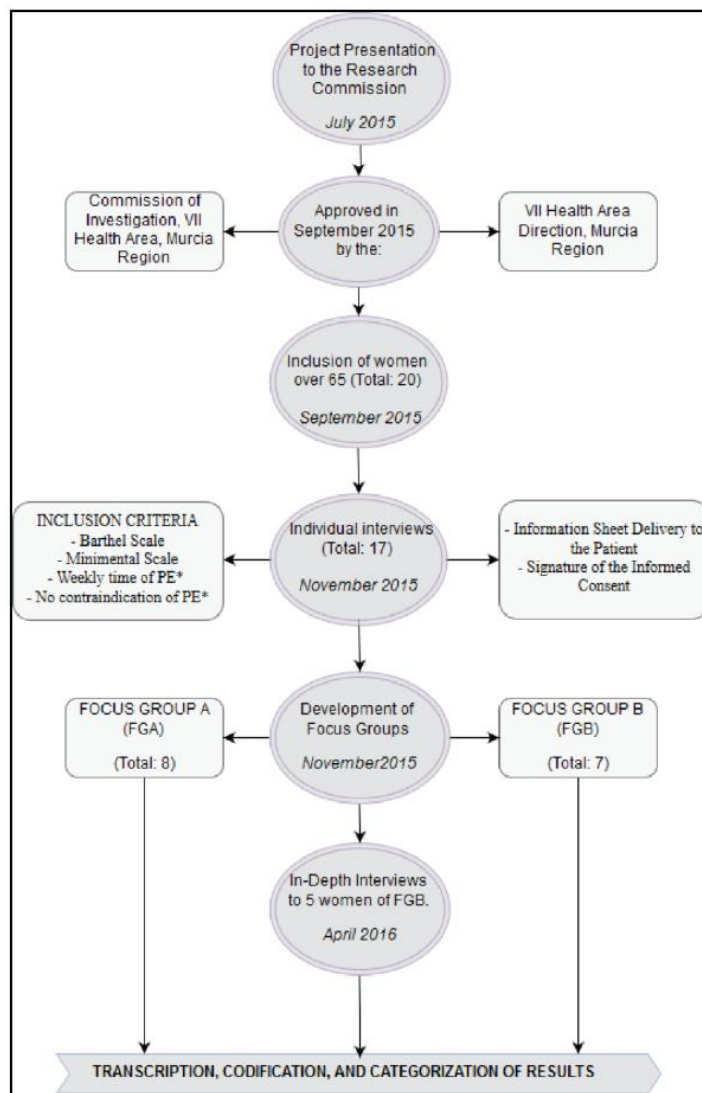 Project Presentation
to the Research
Commission
July 2015
Commission of
Investigation, VII
Health Area, Murcia
Region
Approved in
September 2015
by the:
VII Health Area
Direction, Murcia
Region
Inclusion of women
over 65 (Total: 20)
September 2015
INCLUSION CRITERIA
- Barthel Scale
- Minimental Scale
- Weekly time of PE*
- No contraindication of PE*
Individual interviews
(Total: 17)
November 2015
- Information Sheet Delivery to
the Patient
- Signature of the Informed
Consent
FOCUS GROUP A
(FGA)
(Total: 8)
Development of
Focus Groups
November2015
FOCUS GROUP B
(FGB)
(Total: 7)
In-Depth Interviews
to 5 women of FGB.
April 2016
TRANSCRIPTION, CODIFICATION, AND CATEGORIZATION OF RESULTS